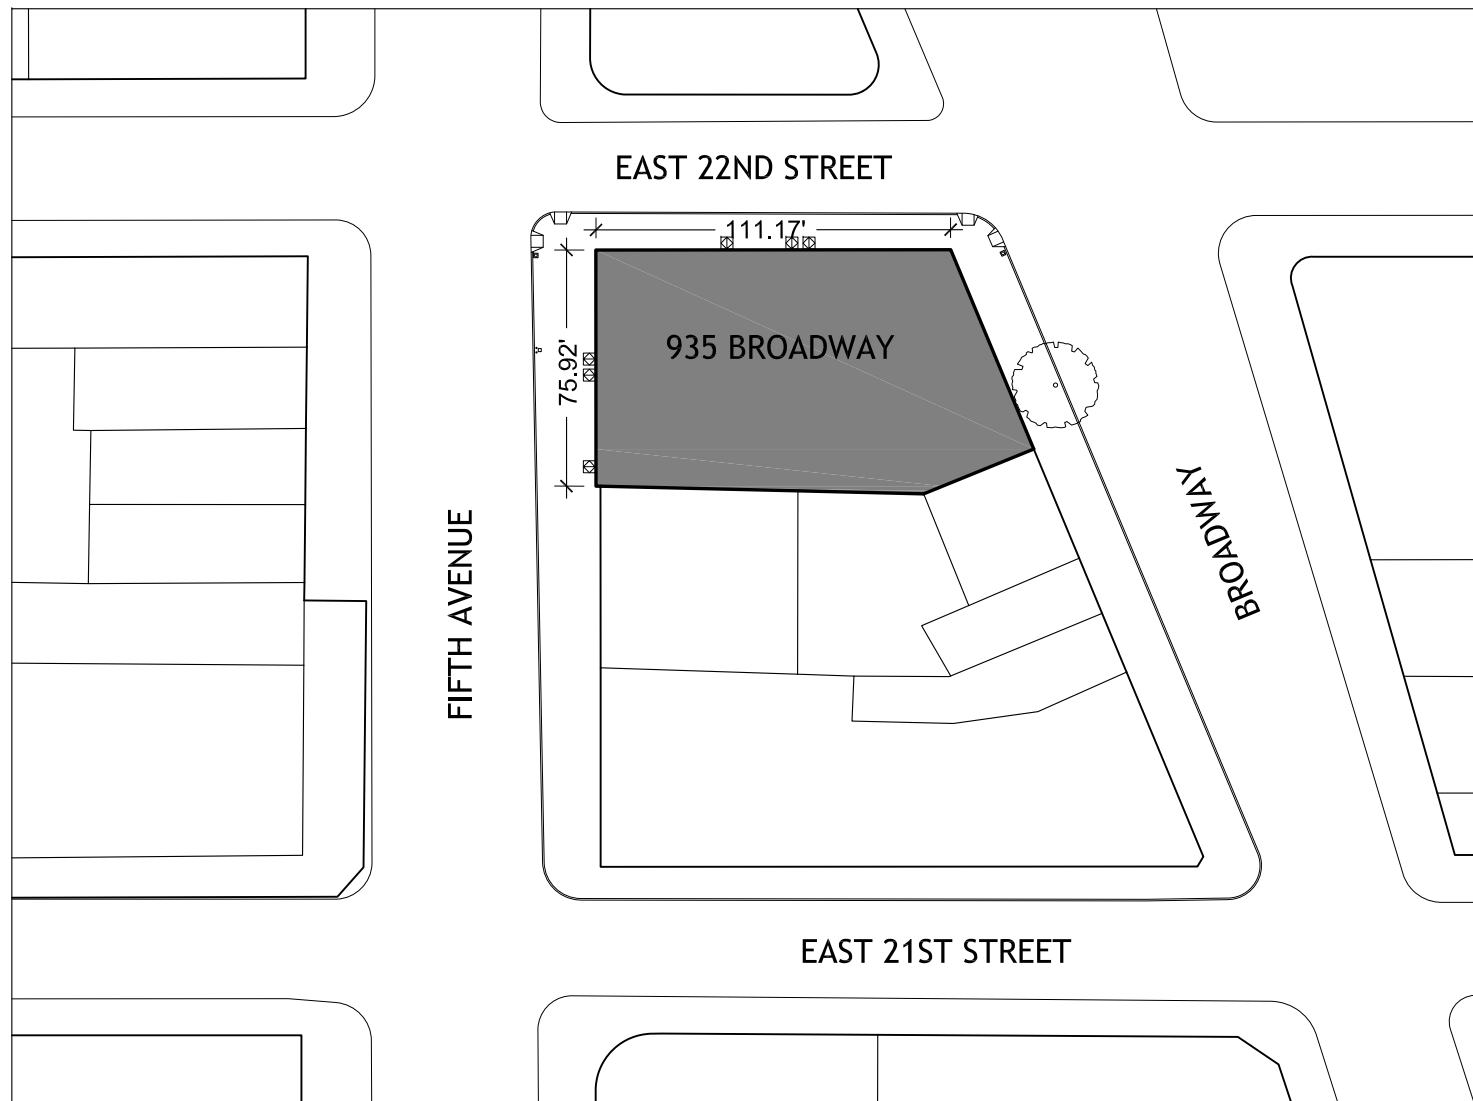 EAST 22ND STREET
111.17'
935 BROADWAY
75.92'
BROADWAY
FIFTH AVENUE
EAST 21ST STREET